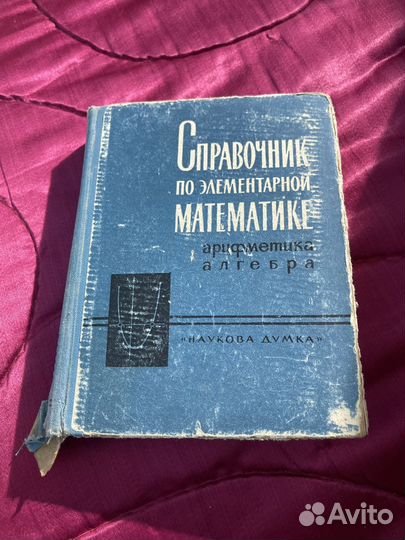 Справочник
по элементарной
математике
арифметика
алгебра
"НАУКОВА ДУМКА"
Avito